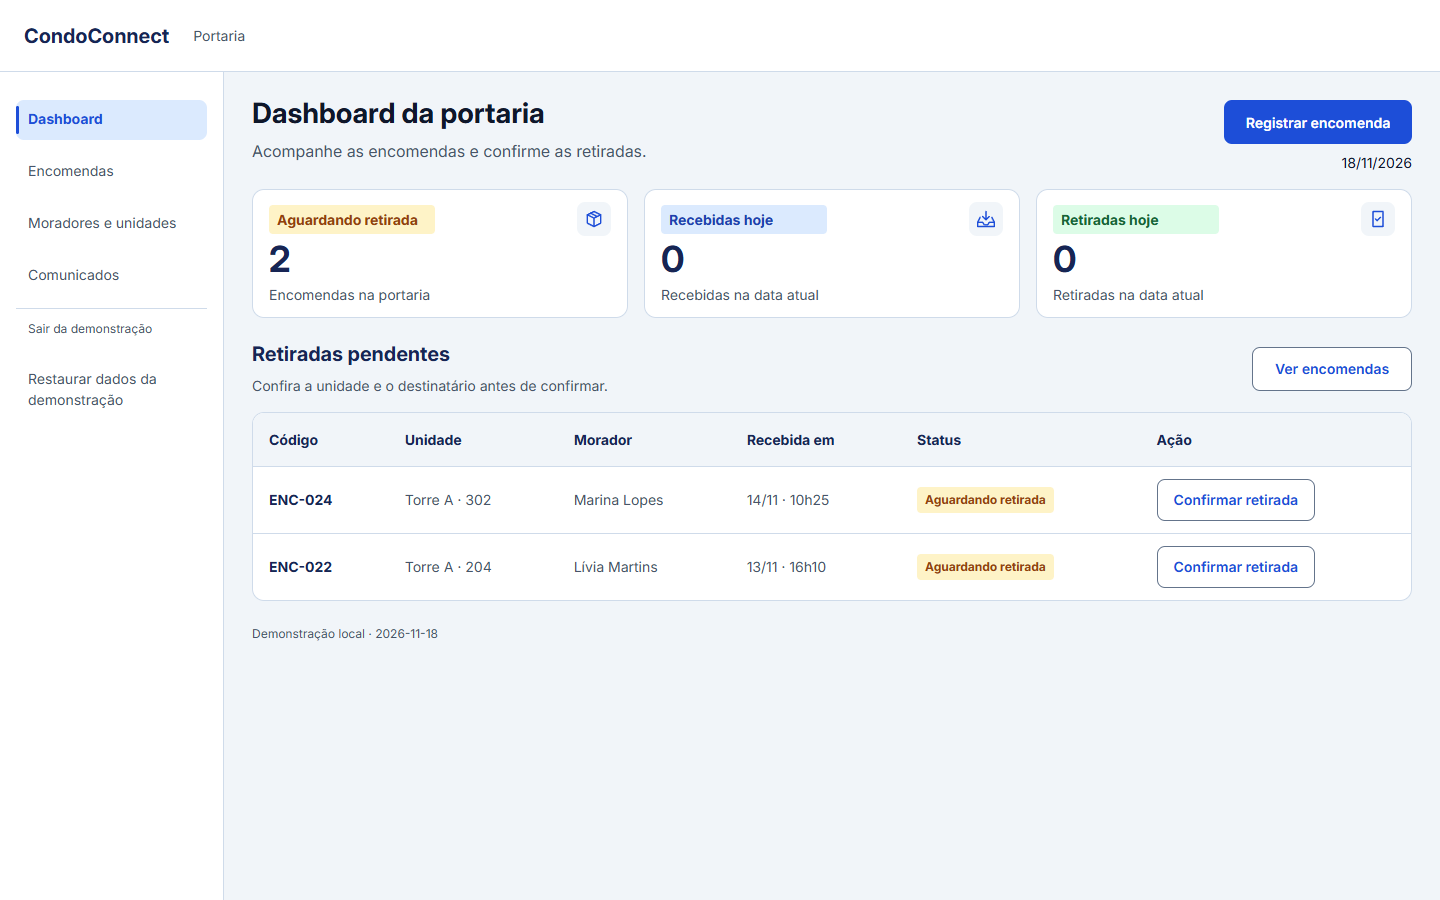 CondoConnect
Portaria
Dashboard
Encomendas
Moradores e unidades
Comunicados
Sair da demonstração
Restaurar dados da
demonstração
Dashboard da portaria
Acompanhe as encomendas e confirme as retiradas.
Registrar encomenda
18/11/2026
Aguardando retirada
2
Encomendas na portaria
Recebidas hoje
0
Recebidas na data atual
Retiradas hoje
0
Retiradas na data atual
Retiradas pendentes
Confira a unidade e o destinatário antes de confirmar.
Ver encomendas
Código Unidade Morador Recebida em Status Ação
ENC-024 Torre A · 302 Marina Lopes 14/11 · 10h25 Aguardando retirada Confirmar retirada
ENC-022 Torre A · 204 Lívia Martins 13/11 · 16h10 Aguardando retirada Confirmar retirada
Demonstração local · 2026-11-18